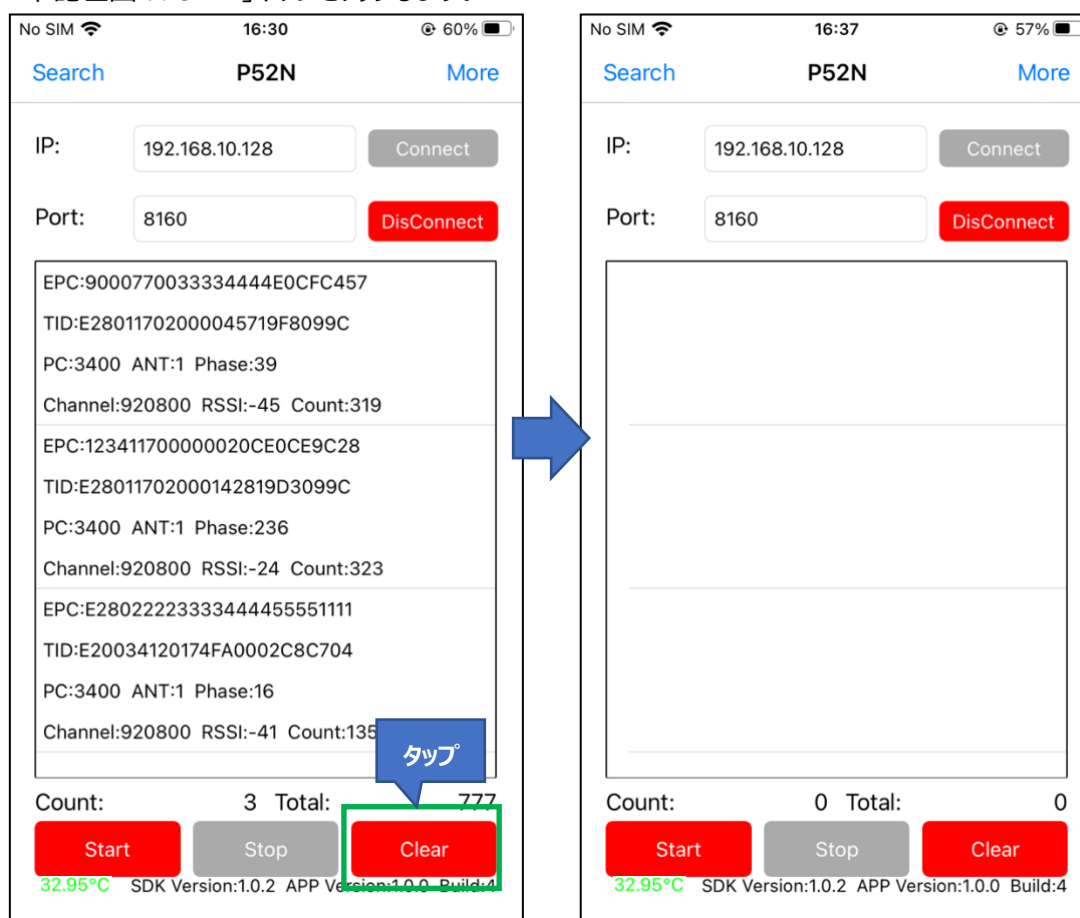 No SIM 16:30 60%
Search P52N More
IP: 192.168.10.128 Connect
Port: 8160 DisConnect
EPC:9000770033334444E0CFC457
TID:E28011702000045719F8099C
PC:3400 ANT:1 Phase:39
Channel:920800 RSSI:-45 Count:319
EPC:123411700000020CE0CE9C28
TID:E28011702000142819D3099C
PC:3400 ANT:1 Phase:236
Channel:920800 RSSI:-24 Count:323
EPC:E28022223333444455551111
TID:E20034120174FA0002C8C704
PC:3400 ANT:1 Phase:16
Channel:920800 RSSI:-41 Count:135
タップ
Count: 3 Total: 777
Start Stop Clear
32.95°C SDK Version:1.0.2 APP Version:1.0.0 Build:4
No SIM 16:37 57%
Search P52N More
IP: 192.168.10.128 Connect
Port: 8160 DisConnect
Count: 0 Total: 0
Start Stop Clear
32.95°C SDK Version:1.0.2 APP Version:1.0.0 Build:4